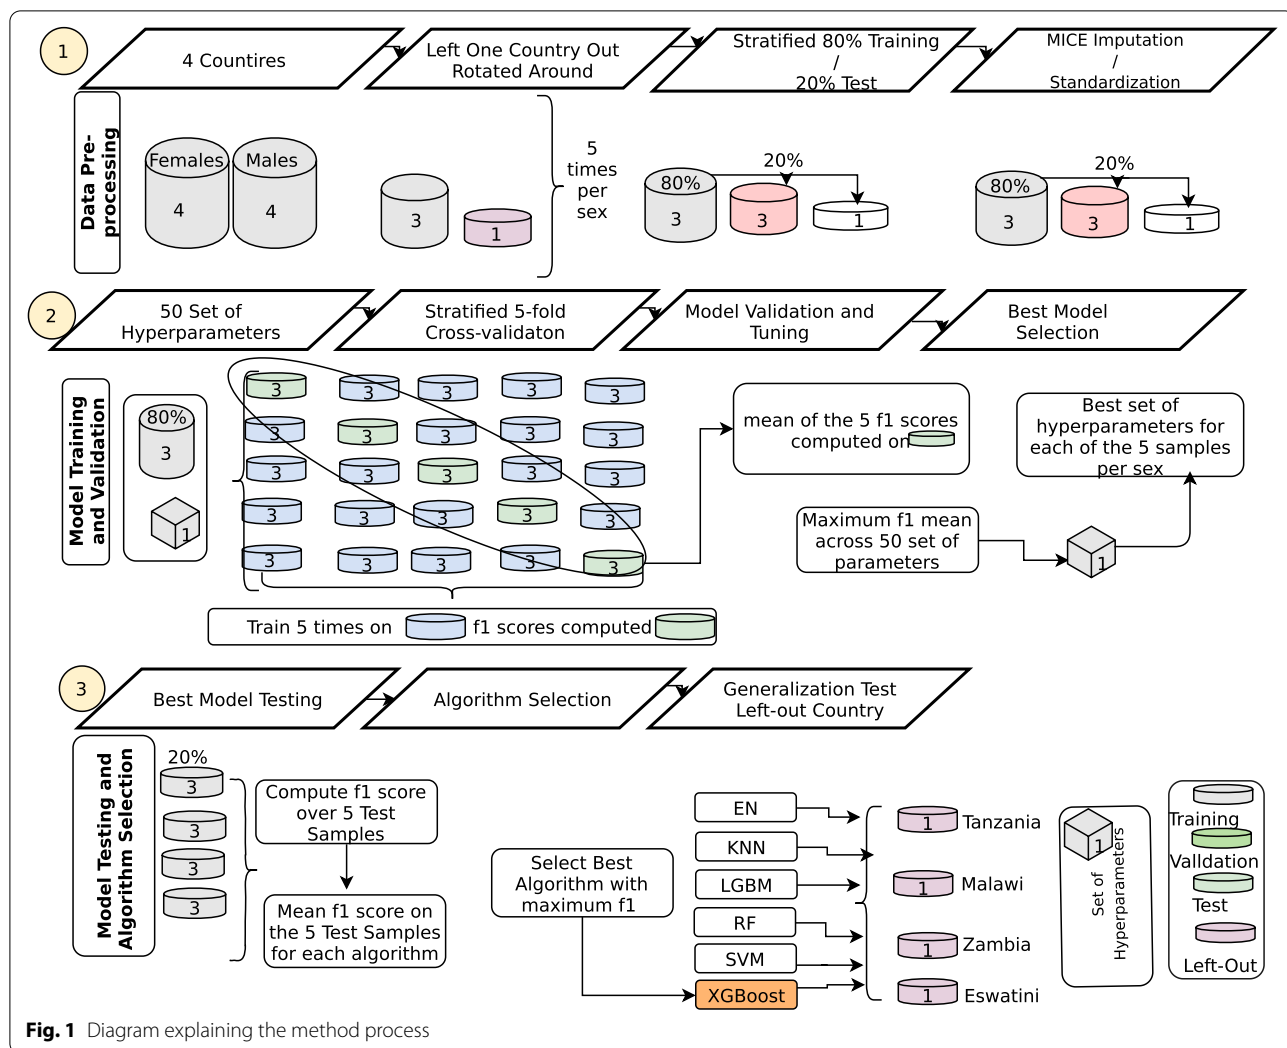 1
4 Countires
Left One Country Out
Rotated Around
Stratified 80% Training
/
20% Test
MICE Imputation
/
Standardization
Data Pre-
processing
Females
4
Males
4
3
1
5
times
per
sex
80%
3
20%
3
1
80%
3
20%
3
1
2
50 Set of
Hyperparameters
Stratified 5-fold
Cross-validaton
Model Validation and
Tuning
Best Model
Selection
Model Training
and Validation
80%
3
1
3 3 3 3 3
3 3 3 3 3
3 3 3 3 3
3 3 3 3 3
3 3 3 3 3
Train 5 times on f1 scores computed
mean of the 5 f1 scores
computed on
Maximum f1 mean
across 50 set of
parameters
1
Best set of
hyperparameters for
each of the 5 samples
per sex
3
Best Model Testing
Algorithm Selection
Generalization Test
Left-out Country
Model Testing and
Algorithm Selection
20%
3
3
3
3
Compute f1 score
over 5 Test
Samples
Mean f1 score on
the 5 Test Samples
for each algorithm
Select Best
Algorithm with
maximum f1
EN
KNN
LGBM
RF
SVM
XGBoost
1 Tanzania
1 Malawi
1 Zambia
1 Eswatini
1
Set of
Hyperparameters
Training
Valldation
Test
Left-Out
Fig. 1 Diagram explaining the method process